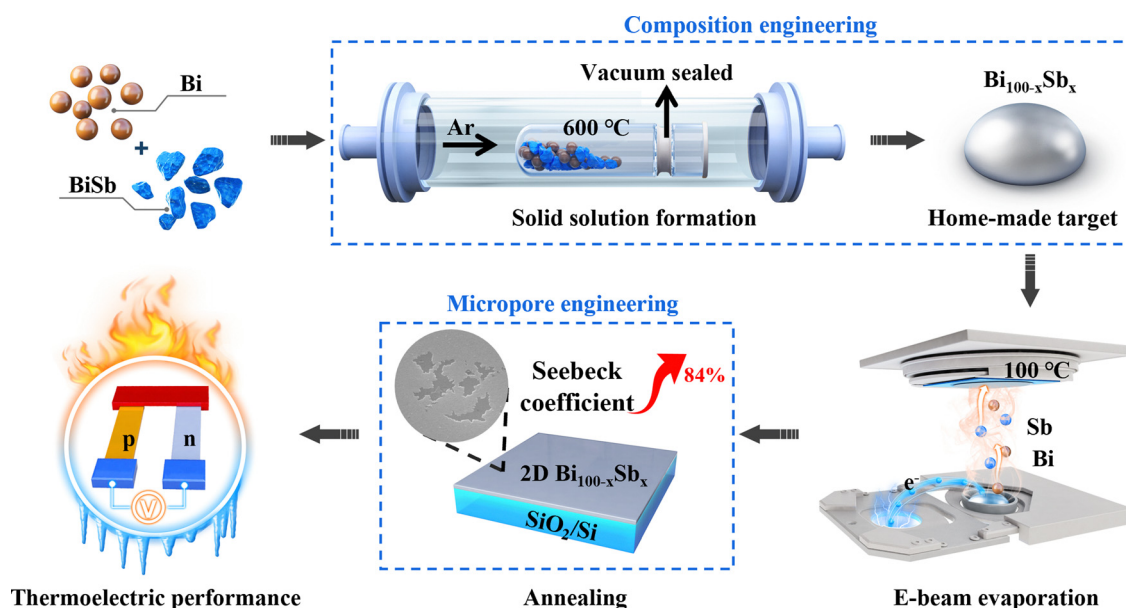 Composition engineering
Bi
+
BiSb
Vacuum sealed
Ar
600 °C
Solid solution formation
Bi₁₀₀₋ₓSbₓ
Home-made target
100 °C
Sb
Bi
e⁻
E-beam evaporation
Micropore engineering
Seebeck
coefficient
84%
2D Bi₁₀₀₋ₓSbₓ
SiO₂/Si
Annealing
p
n
V
Thermoelectric performance